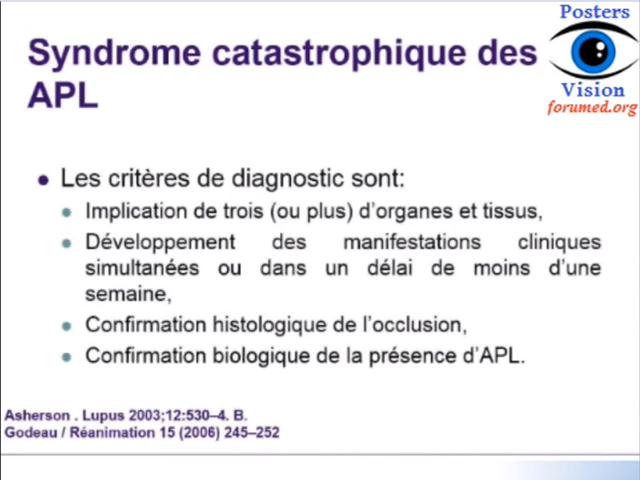 Posters
Vision
forumed.org
Syndrome catastrophique des
APL
Les critères de diagnostic sont:
Implication de trois (ou plus) d'organes et tissus,
Développement des manifestations cliniques
simultanées ou dans un délai de moins d'une
semaine,
Confirmation histologique de l'occlusion,
Confirmation biologique de la présence d'APL.
Asherson . Lupus 2003;12:530–4. B.
Godeau / Réanimation 15 (2006) 245–252